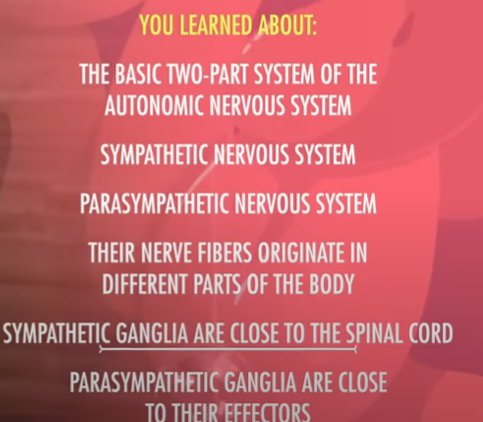 YOU LEARNED ABOUT:
THE BASIC TWO-PART SYSTEM OF THE
AUTONOMIC NERVOUS SYSTEM
SYMPATHETIC NERVOUS SYSTEM
PARASYMPATHETIC NERVOUS SYSTEM
THEIR NERVE FIBERS ORIGINATE IN
DIFFERENT PARTS OF THE BODY
SYMPATHETIC GANGLIA ARE CLOSE TO THE SPINAL CORD
PARASYMPATHETIC GANGLIA ARE CLOSE
TO THEIR EFFECTORS